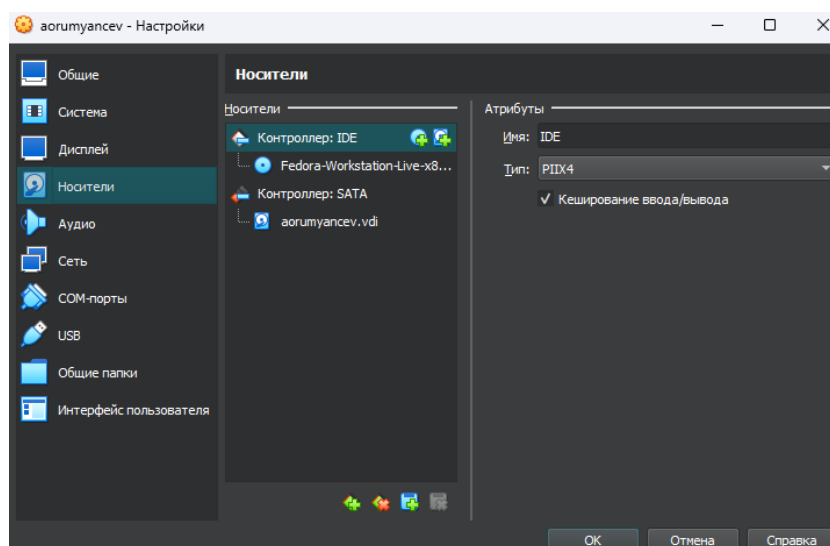 aorumyancev - Настройки
Общие
Система
Дисплей
Носители
Аудио
Сеть
COM-порты
USB
Общие папки
Интерфейс пользователя
Носители
Носители
Контроллер: IDE
Fedora-Workstation-Live-x8...
Контроллер: SATA
aorumyancev.vdi
Атрибуты
Имя: IDE
Тип: PIIX4
Кеширование ввода/вывода
OK Отмена Справка